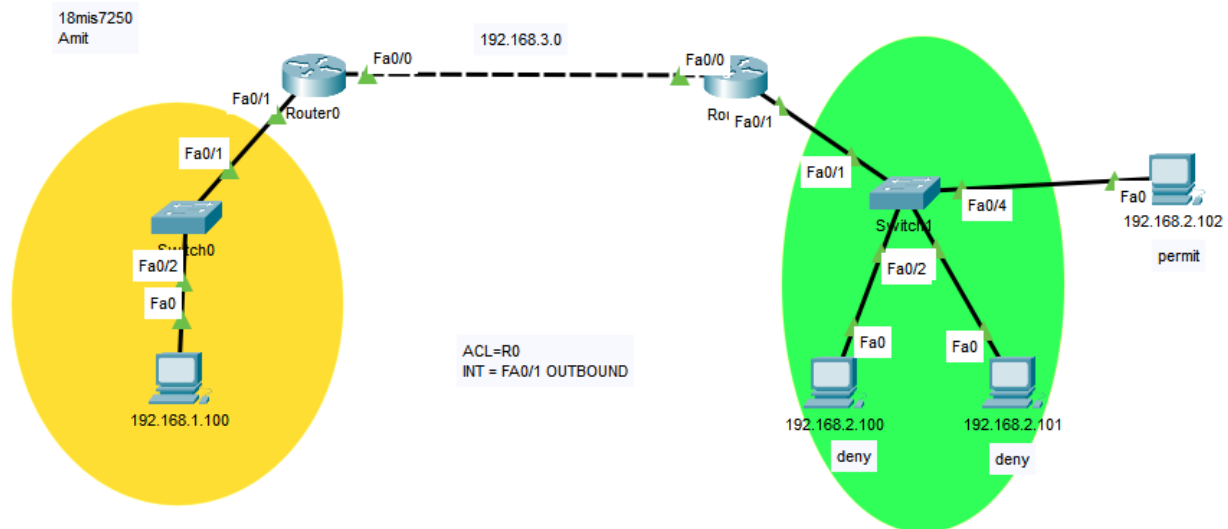 18mis7250
Amit
192.168.3.0
Fa0/0
Fa0/0
Fa0/1
Router0
Fa0/1
Fa0/1
Fa0/1
Switch0
Fa0/4
Fa0
192.168.2.102
Switch1
permit
Fa0/2
Fa0/2
Fa0
ACL=R0
INT = FA0/1 OUTBOUND
Fa0
Fa0
192.168.1.100
192.168.2.100
192.168.2.101
deny
deny